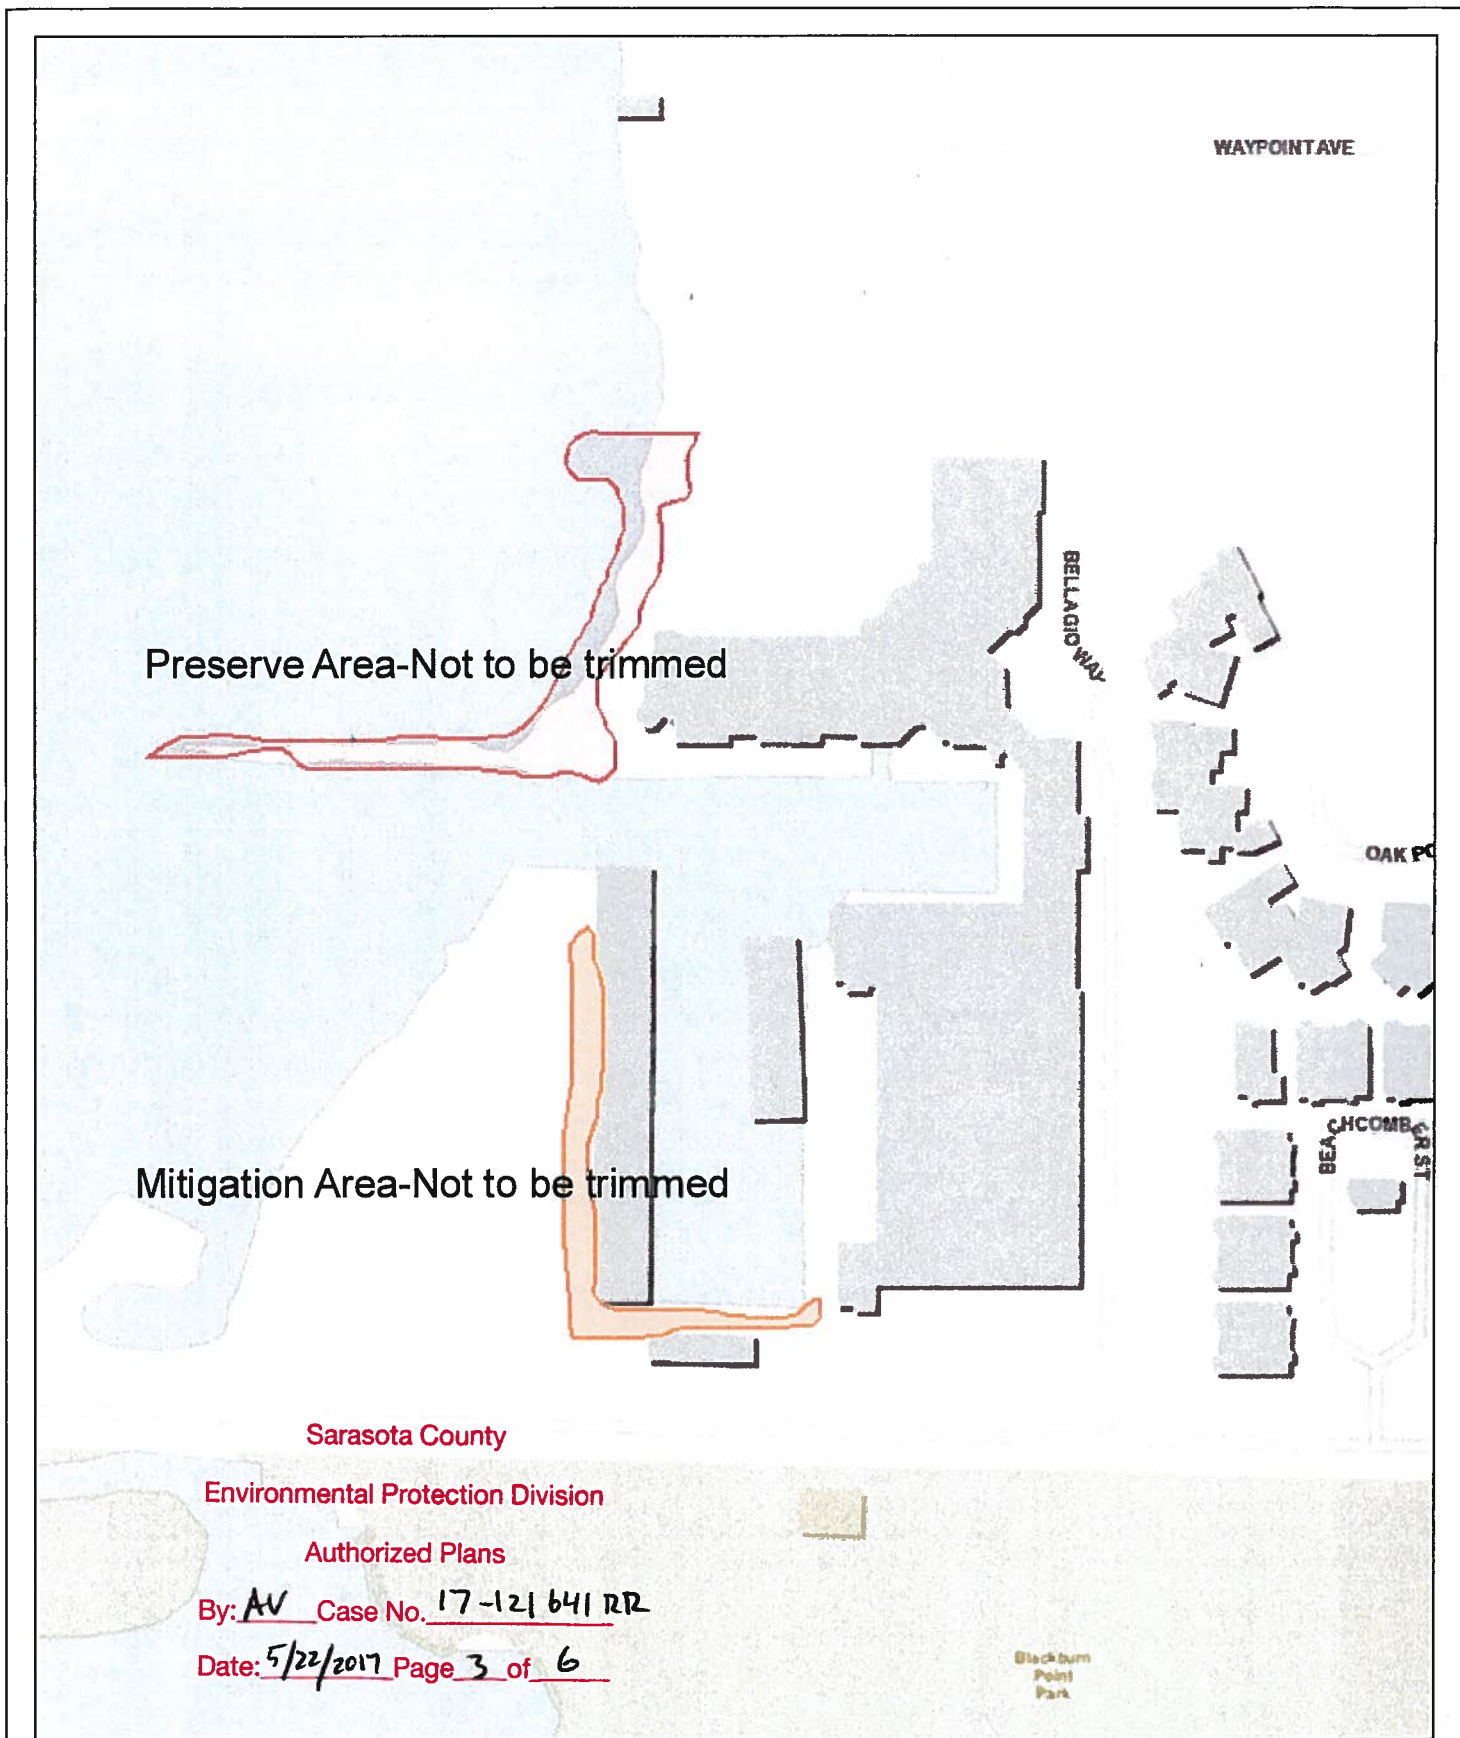 WAYPOINT AVE
BELLAGIO WAY
Preserve Area-Not to be trimmed
OAK PO
BEACHCOMBER ST
Mitigation Area-Not to be trimmed
Sarasota County
Environmental Protection Division
Authorized Plans
By: AV Case No. 17-121641 RR
Date: 5/22/2017 Page 3 of 6
Blackburn
Point
Park